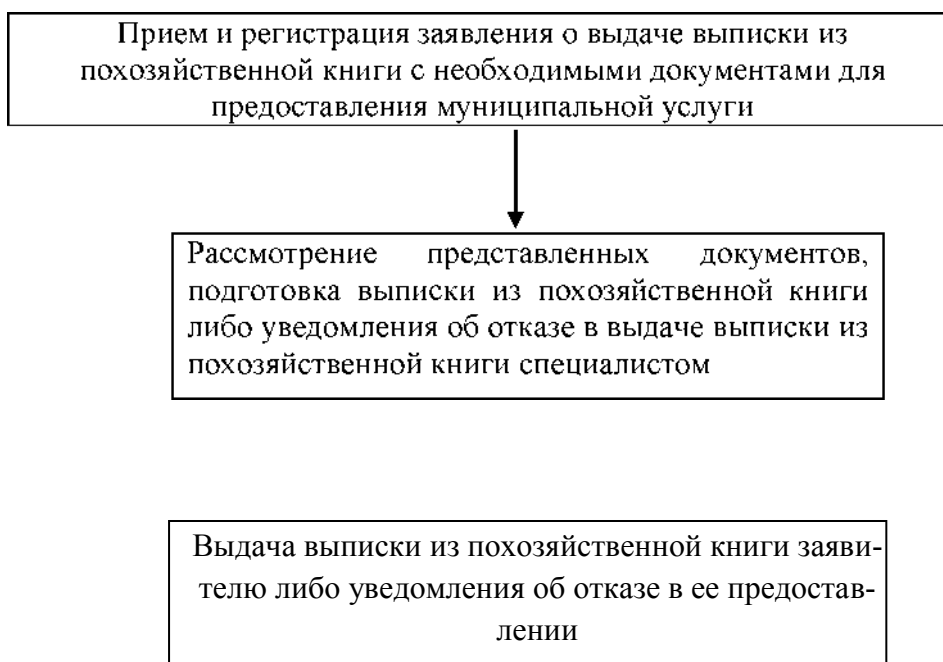 Прием и регистрация заявления о выдаче выписки из
похозяйственной книги с необходимыми документами для
предоставления муниципальной услуги
Рассмотрение представленных документов,
подготовка выписки из похозяйственной книги
либо уведомления об отказе в выдаче выписки из
похозяйственной книги специалистом
Выдача выписки из похозяйственной книги заяви-
телю либо уведомления об отказе в ее предостав-
лении